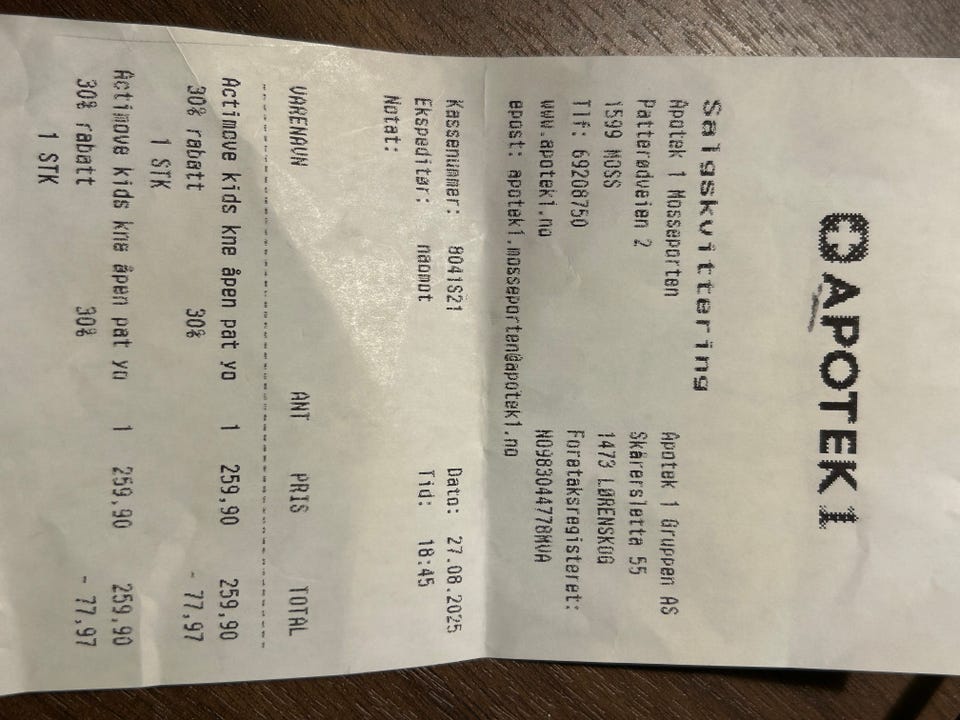 APOTEK 1
Salgskvittering
Apotek 1 Mosseporten Apotek 1 Gruppen AS
Patterødveien 2 Skårersletta 55
1599 MOSS 1473 LØRENSKOG
Tlf: 69208750 Foretaksregisteret:
www.apotek1.no NO983044778MVA
epost: apotek1.mosseporten@apotek1.no
Kassenummer: 8041S21 Dato: 27.08.2025
Ekspeditør: naomot Tid: 18:45
Notat:
VARENAVN ANT PRIS TOTAL
Actimove kids kne åpen pat yo 1 259,90 259,90
30% rabatt 30% - 77,97
1 STK
Actimove kids kne åpen pat yo 1 259,90 259,90
30% rabatt 30% - 77,97
1 STK